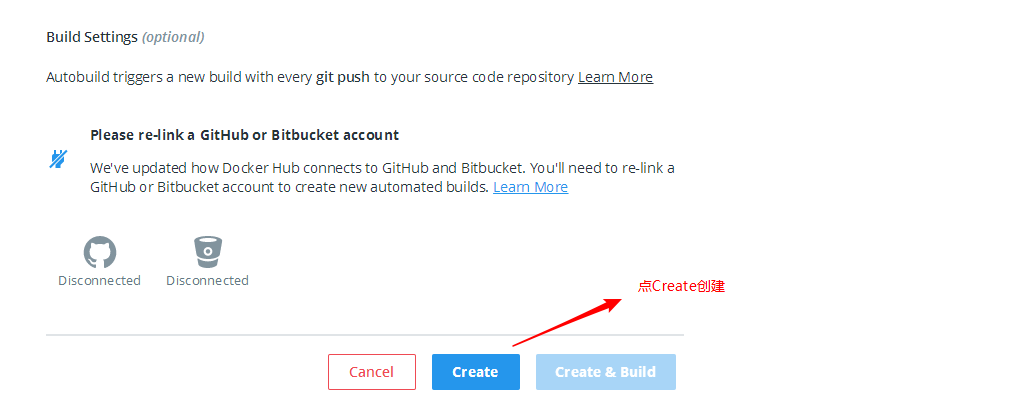 Build Settings (optional)
Autobuild triggers a new build with every git push to your source code repository Learn More
Please re-link a GitHub or Bitbucket account
We've updated how Docker Hub connects to GitHub and Bitbucket. You'll need to re-link a
GitHub or Bitbucket account to create new automated builds. Learn More
Disconnected
Disconnected
点Create创建
Cancel
Create
Create & Build